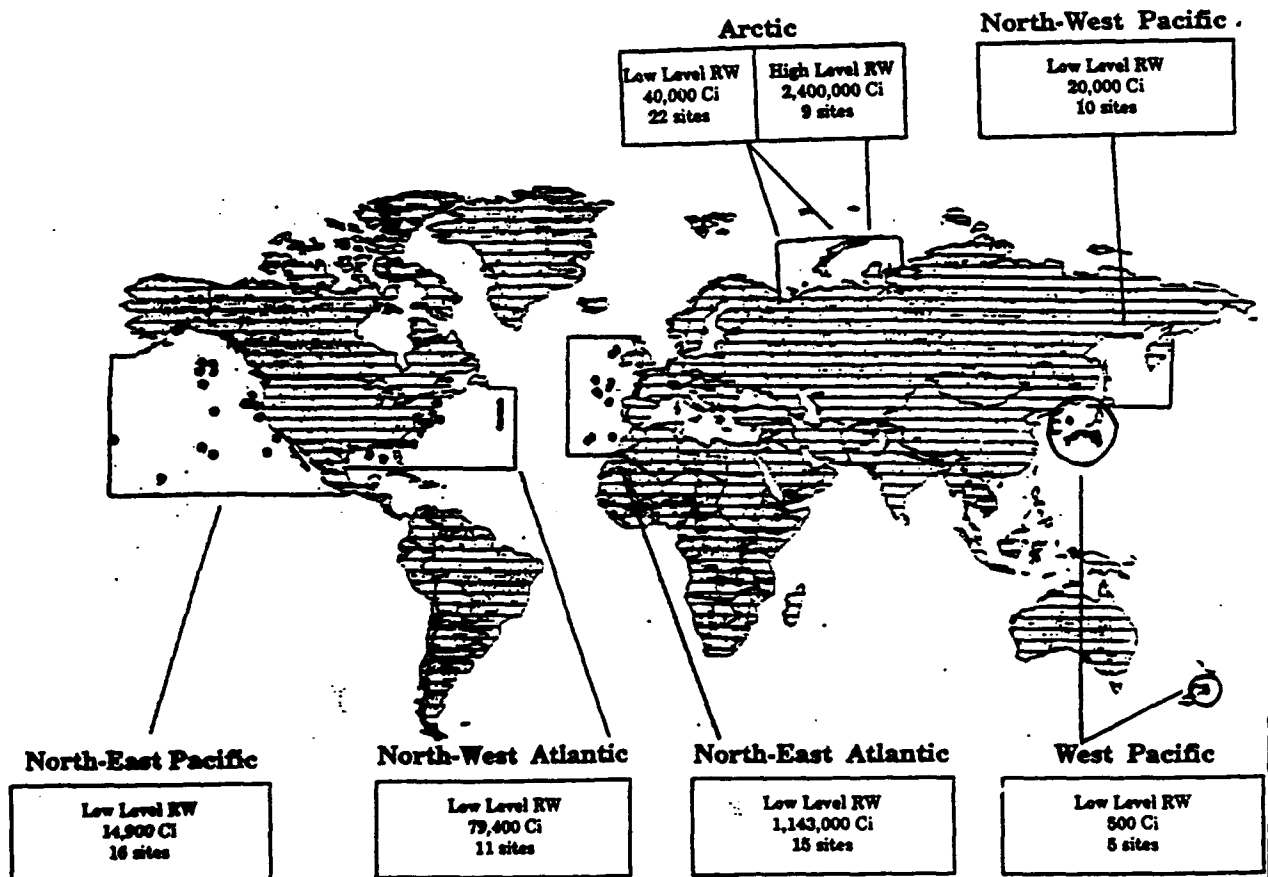 Arctic
Low Level RW
40,000 Ci
22 sites
High Level RW
2,400,000 Ci
9 sites
North-West Pacific
Low Level RW
20,000 Ci
10 sites
North-East Pacific
Low Level RW
14,900 Ci
16 sites
North-West Atlantic
Low Level RW
79,400 Ci
11 sites
North-East Atlantic
Low Level RW
1,143,000 Ci
15 sites
West Pacific
Low Level RW
500 Ci
5 sites